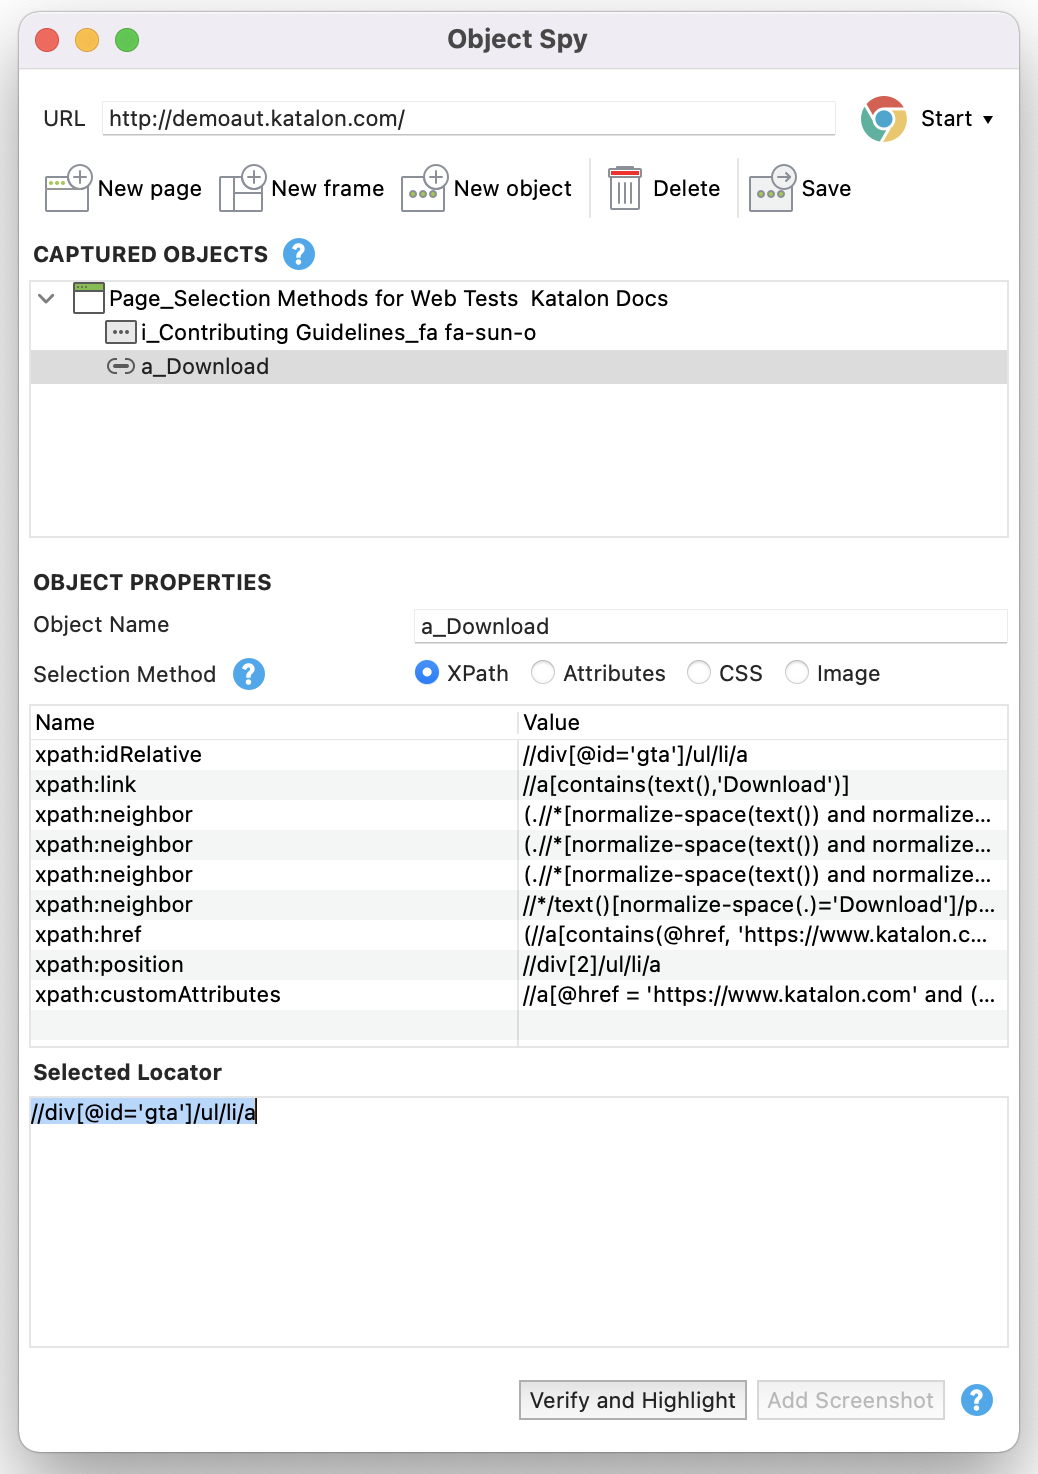 Object Spy
URL http://demoaut.katalon.com/ Start
New page New frame New object Delete Save
CAPTURED OBJECTS ?
Page_Selection Methods for Web Tests  Katalon Docs
i_Contributing Guidelines_fa fa-sun-o
a_Download
OBJECT PROPERTIES
Object Name a_Download
Selection Method ? XPath Attributes CSS Image
Name Value
xpath:idRelative //div[@id='gta']/ul/li/a
xpath:link //a[contains(text(),'Download')]
xpath:neighbor (.//*[normalize-space(text()) and normalize...
xpath:neighbor (.//*[normalize-space(text()) and normalize...
xpath:neighbor (.//*[normalize-space(text()) and normalize...
xpath:neighbor //*/text()[normalize-space(.)='Download']/p...
xpath:href (//a[contains(@href, 'https://www.katalon.c...
xpath:position //div[2]/ul/li/a
xpath:customAttributes //a[@href = 'https://www.katalon.com' and (...
Selected Locator
//div[@id='gta']/ul/li/a
Verify and Highlight Add Screenshot ?